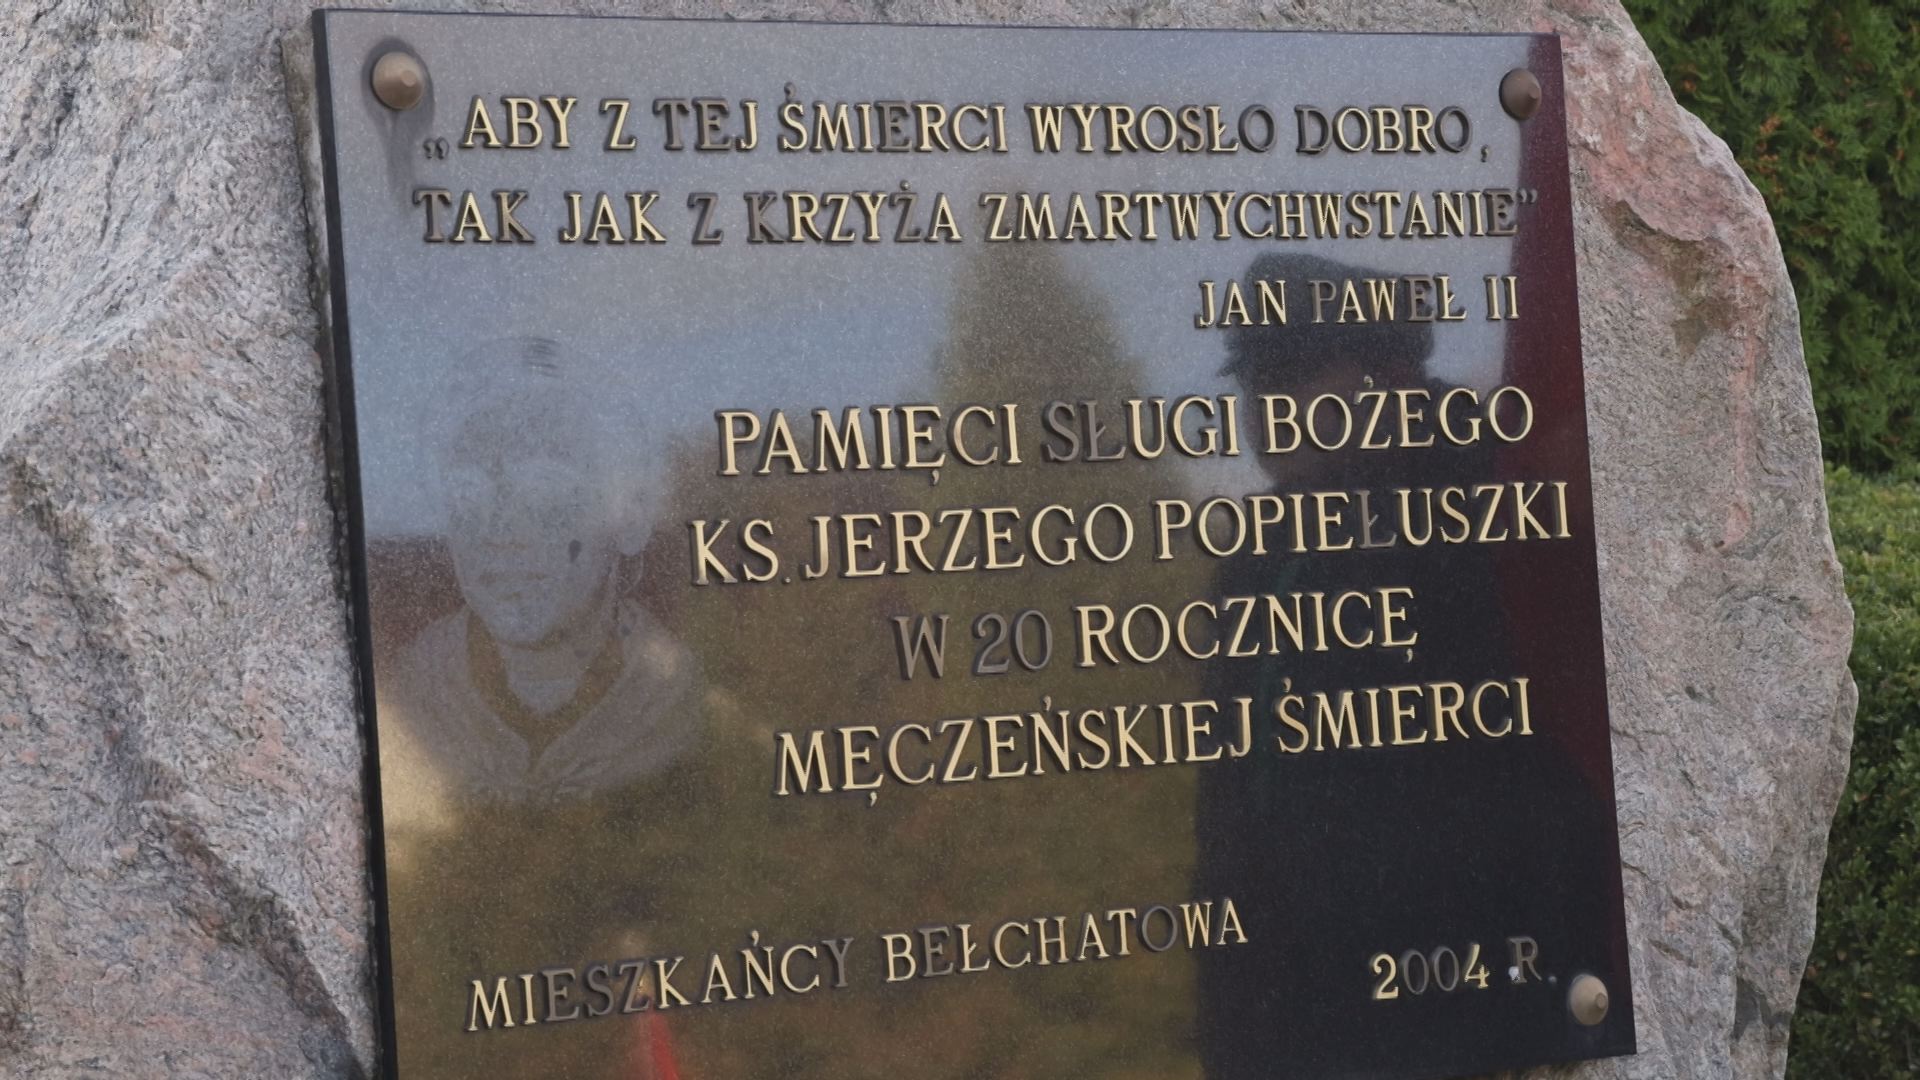 „ABY Z TEJ ŚMIERCI WYROSŁO DOBRO,
TAK JAK Z KRZYŻA ZMARTWYCHWSTANIE”
JAN PAWEŁ II
PAMIĘCI SŁUGI BOŻEGO
KS. JERZEGO POPIEŁUSZKI
W 20 ROCZNICĘ
MĘCZEŃSKIEJ ŚMIERCI
MIESZKAŃCY BEŁCHATOWA
2004 R.